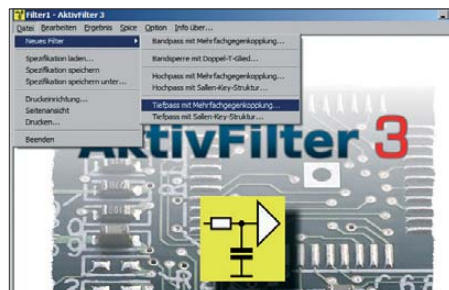 Filter1 - AktivFilter 3
Datei Bearbeiten Ergebnis Spice Option Info über...
Neues Filter
Spezifikation laden...
Spezifikation speichern
Spezifikation speichern unter...
Druckeinrichtung...
Seitenansicht
Drucken...
Beenden
Bandpass mit Mehrfachgegenkopplung...
Bandsperre mit Doppel-T-Glied...
Hochpass mit Mehrfachgegenkopplung...
Hochpass mit Sallen-Key-Struktur...
Tiefpass mit Mehrfachgegenkopplung...
Tiefpass mit Sallen-Key-Struktur...
AktivFilter 3